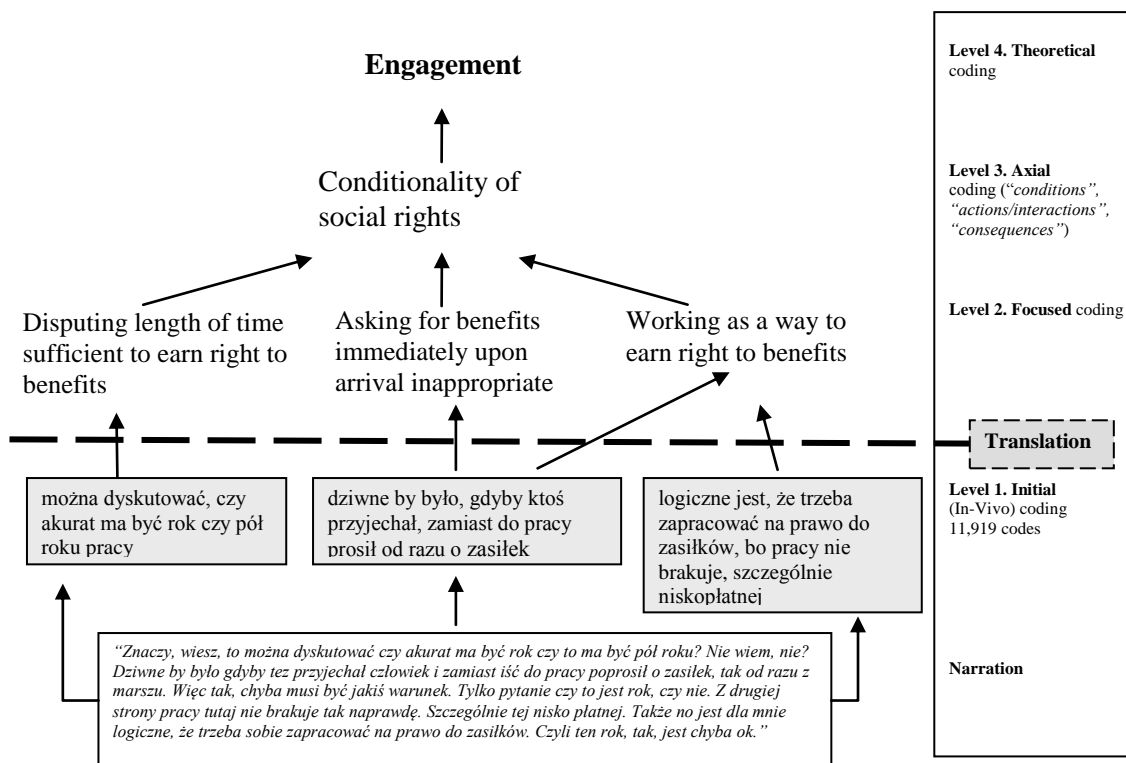 Engagement
Conditionality of
social rights
Disputing length of time
sufficient to earn right to
benefits
Asking for benefits
immediately upon
arrival inappropriate
Working as a way to
earn right to benefits
można dyskutować, czy
akurat ma być rok czy pół
roku pracy
dziwne by było, gdyby ktoś
przyjechał, zamiast do pracy
prosił od razu o zasiłek
logiczne jest, że trzeba
zapracować na prawo do
zasiłków, bo pracy nie
brakuje, szczególnie
niskopłatnej
“Znaczy, wiesz, to można dyskutować czy akurat ma być rok czy to ma być pół roku? Nie wiem, nie?
Dziwne by było gdyby tez przyjechał człowiek i zamiast iść do pracy poprosił o zasiłek, tak od razu z
marszu. Więc tak, chyba musi być jakiś warunek. Tylko pytanie czy to jest rok, czy nie. Z drugiej
strony pracy tutaj nie brakuje tak naprawdę. Szczególnie tej nisko płatnej. Także no jest dla mnie
logiczne, że trzeba sobie zapracować na prawo do zasiłków. Czyli ten rok, tak, jest chyba ok.”
Level 4. Theoretical
coding
Level 3. Axial
coding (“conditions”,
“actions/interactions”,
“consequences”)
Level 2. Focused coding
Translation
Level 1. Initial
(In-Vivo) coding
11,919 codes
Narration